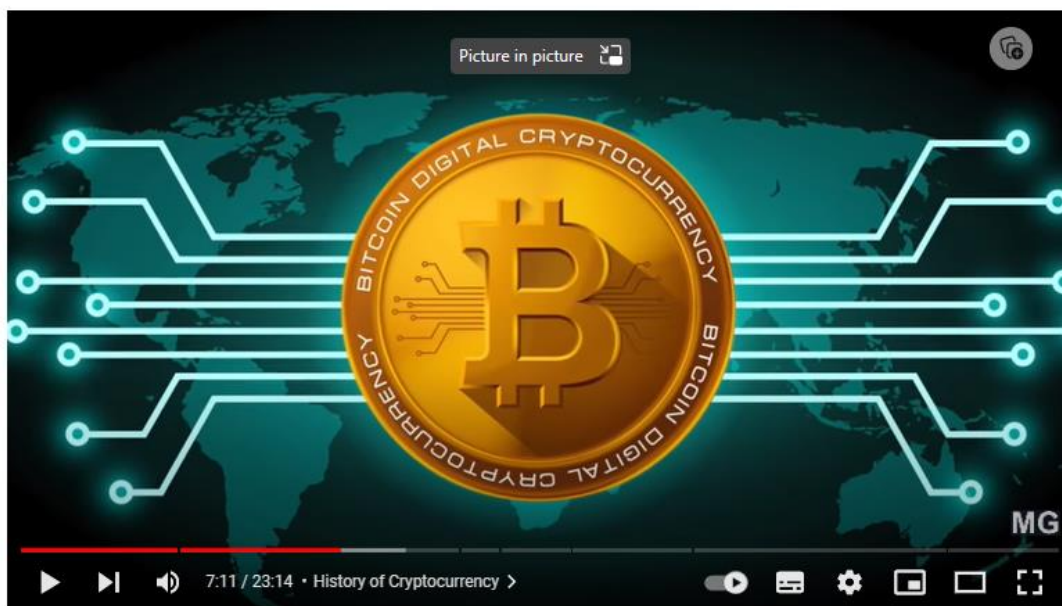 Picture in picture
BITCOIN DIGITAL CRYPTOCURRENCY
BITCOIN DIGITAL CRYPTOCURRENCY
MG
7:11 / 23:14 • History of Cryptocurrency >